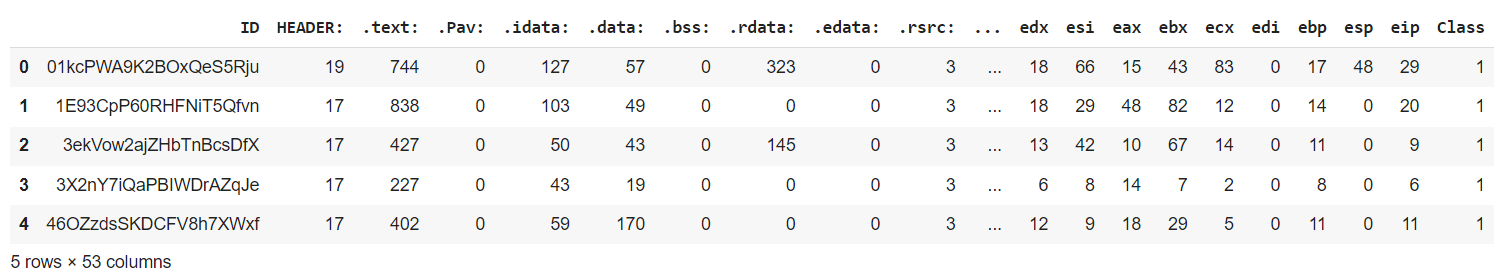 ID HEADER: .text: .Pav: .idata: .data: .bss: .rdata: .edata: .rsrc: ... edx esi eax ebx ecx edi ebp esp eip Class
0 01kcPWA9K2BOxQeS5Rju 19 744 0 127 57 0 323 0 3 ... 18 66 15 43 83 0 17 48 29 1
1 1E93CpP60RHFNiT5Qfvn 17 838 0 103 49 0 0 0 3 ... 18 29 48 82 12 0 14 0 20 1
2 3ekVow2ajZHbTnBcsDfX 17 427 0 50 43 0 145 0 3 ... 13 42 10 67 14 0 11 0 9 1
3 3X2nY7iQaPBIWDrAZqJe 17 227 0 43 19 0 0 0 3 ... 6 8 14 7 2 0 8 0 6 1
4 46OZzdsSKDCFV8h7XWxf 17 402 0 59 170 0 0 0 3 ... 12 9 18 29 5 0 11 0 11 1
5 rows × 53 columns